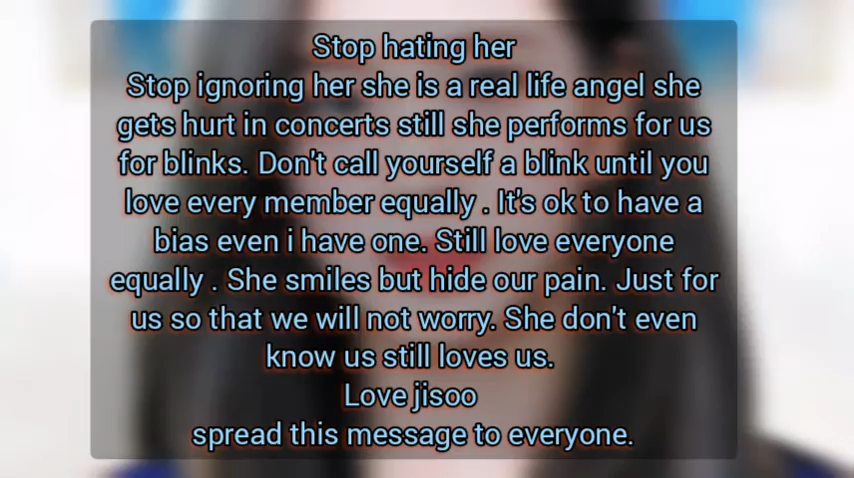 Stop hating her
Stop ignoring her she is a real life angel she
gets hurt in concerts still she performs for us
for blinks. Don't call yourself a blink until you
love every member equally . It's ok to have a
bias even i have one. Still love everyone
equally . She smiles but hide our pain. Just for
us so that we will not worry. She don't even
know us still loves us.
Love jisoo
spread this message to everyone.